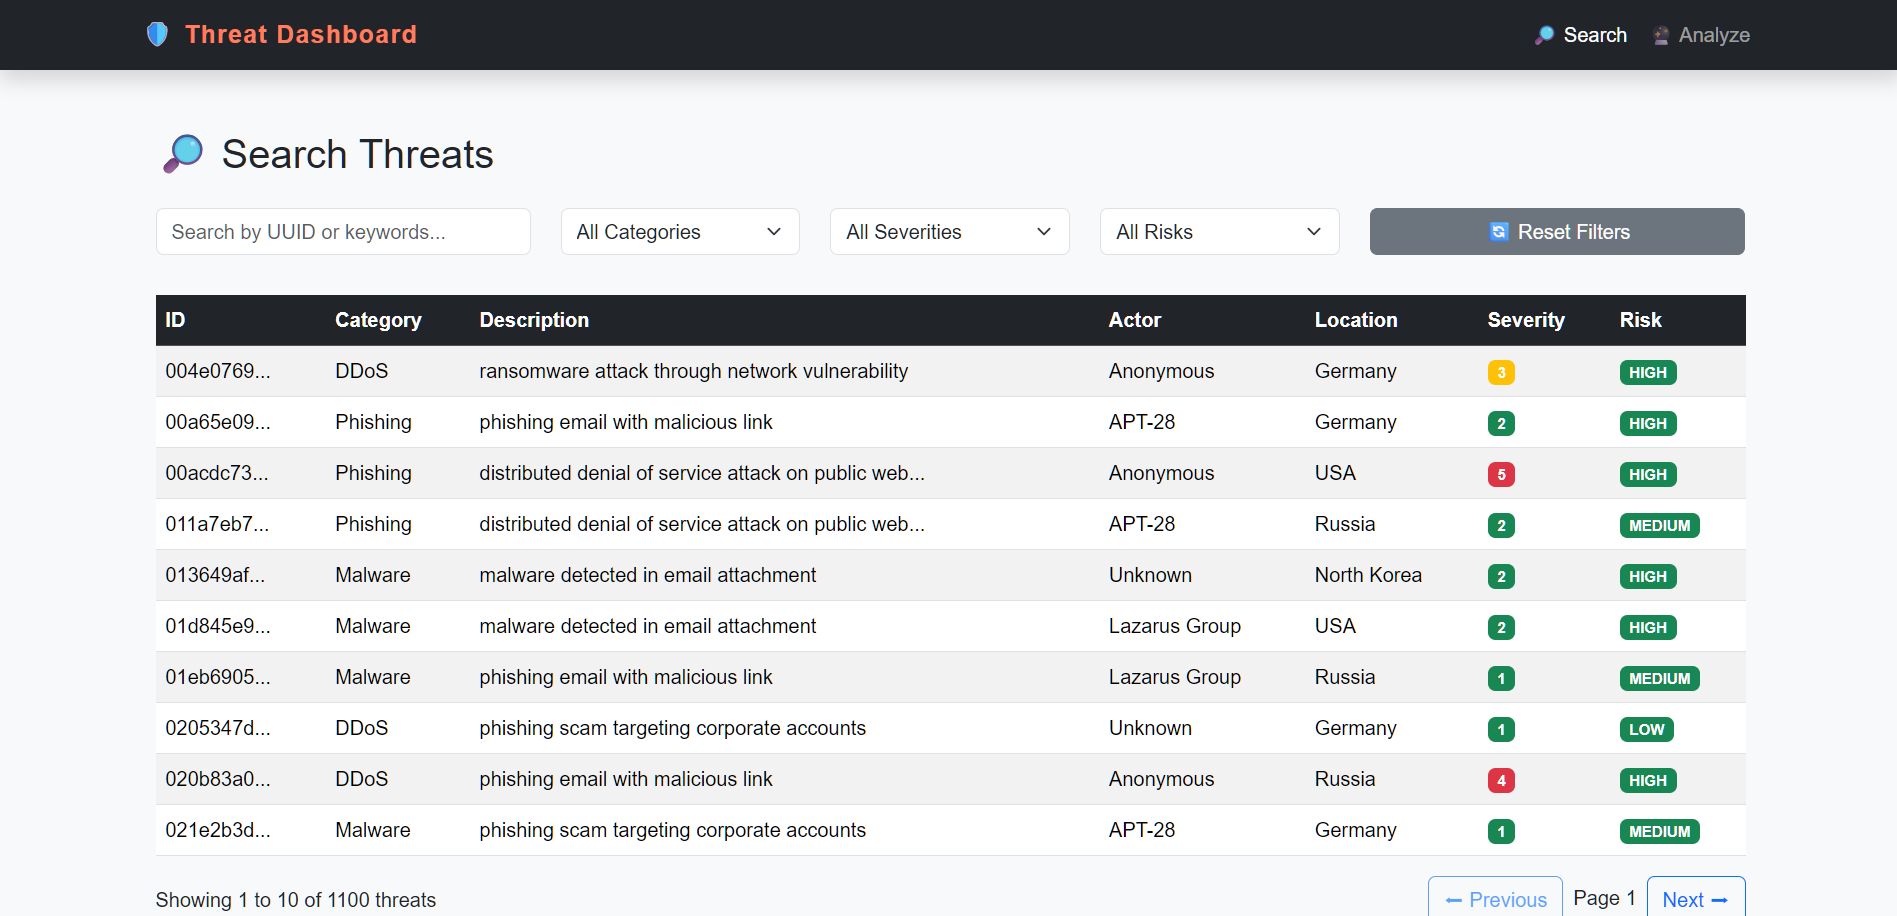 Threat Dashboard
Search Analyze
Search Threats
Search by UUID or keywords... All Categories All Severities All Risks Reset Filters
ID Category Description Actor Location Severity Risk
004e0769... DDoS ransomware attack through network vulnerability Anonymous Germany 3 HIGH
00a65e09... Phishing phishing email with malicious link APT-28 Germany 2 HIGH
00acdc73... Phishing distributed denial of service attack on public web... Anonymous USA 5 HIGH
011a7eb7... Phishing distributed denial of service attack on public web... APT-28 Russia 2 MEDIUM
013649af... Malware malware detected in email attachment Unknown North Korea 2 HIGH
01d845e9... Malware malware detected in email attachment Lazarus Group USA 2 HIGH
01eb6905... Malware phishing email with malicious link Lazarus Group Russia 1 MEDIUM
0205347d... DDoS phishing scam targeting corporate accounts Unknown Germany 1 LOW
020b83a0... DDoS phishing email with malicious link Anonymous Russia 4 HIGH
021e2b3d... Malware phishing scam targeting corporate accounts APT-28 Germany 1 MEDIUM
Showing 1 to 10 of 1100 threats ← Previous Page 1 Next →